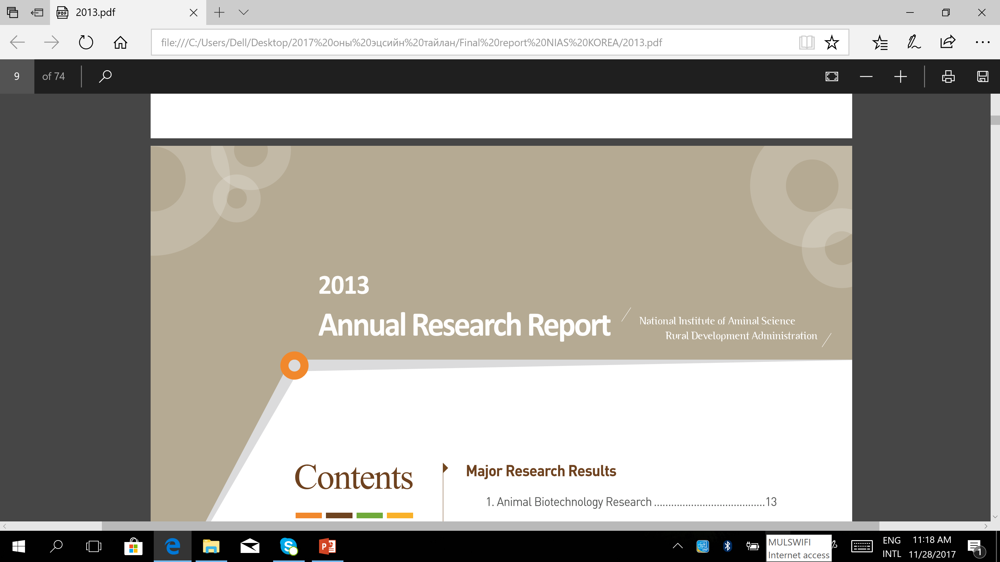 2013.pdf
file:///C:/Users/Dell/Desktop/2017%20оны%20эцсийн%20тайлан/Final%20report%20NIAS%20KOREA/2013.pdf
9 of 74
2013
Annual Research Report
National Institute of Aminal Science
Rural Development Administration
Contents
Major Research Results
1. Animal Biotechnology Research .......................................13
MULSWIFI
Internet access
ENG
INTL
11:18 AM
11/28/2017
1